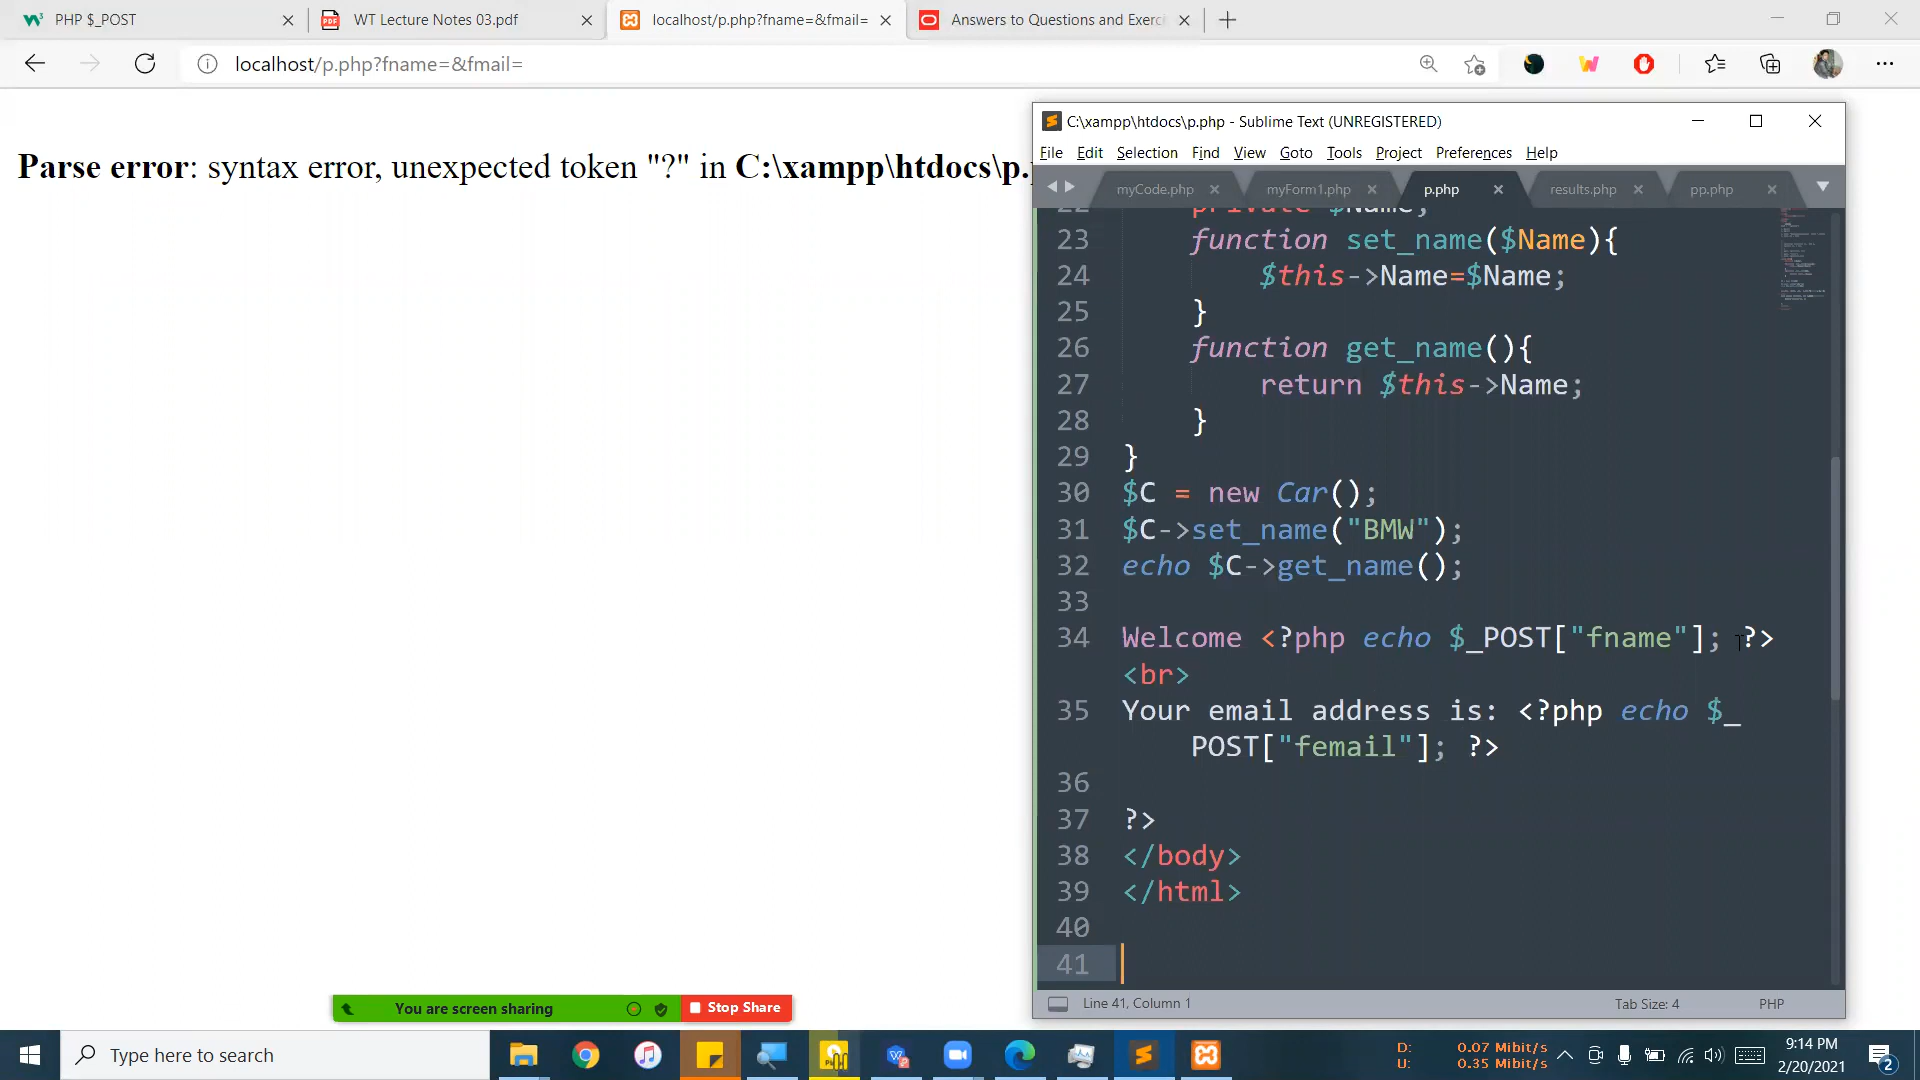 PHP $_POST
WT Lecture Notes 03.pdf
localhost/p.php?fname=&fmail=
Answers to Questions and Exerc
localhost/p.php?fname=&fmail=
Parse error: syntax error, unexpected token "?" in C:\xampp\htdocs\p.
C:\xampp\htdocs\p.php - Sublime Text (UNREGISTERED)
File Edit Selection Find View Goto Tools Project Preferences Help
myCode.php myForm1.php p.php results.php pp.php
22 private $Name;
23 function set_name($Name){
24 $this->Name=$Name;
25 }
26 function get_name(){
27 return $this->Name;
28 }
29 }
30 $C = new Car();
31 $C->set_name("BMW");
32 echo $C->get_name();
33
34 Welcome <?php echo $_POST["fname"]; ?>
<br>
35 Your email address is: <?php echo $_
POST["femail"]; ?>
36
37 ?>
38 </body>
39 </html>
40
41
Line 41, Column 1
Tab Size: 4
PHP
You are screen sharing
Stop Share
Type here to search
D: 0.07 Mibit/s
U: 0.35 Mibit/s
9:14 PM
2/20/2021
2